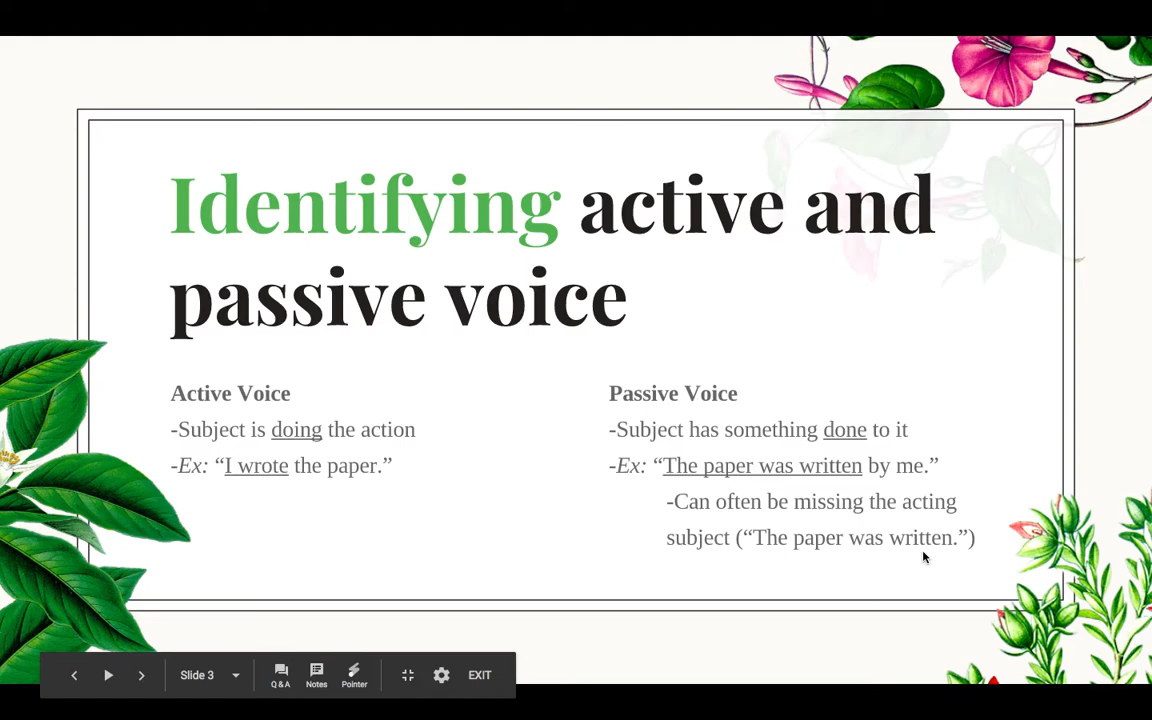 Identifying active and
passive voice
Active Voice
-Subject is doing the action
-Ex: “I wrote the paper.”
Passive Voice
-Subject has something done to it
-Ex: “The paper was written by me.”
-Can often be missing the acting
subject (“The paper was written.”)
Slide 3
Q & A
Notes
Pointer
EXIT